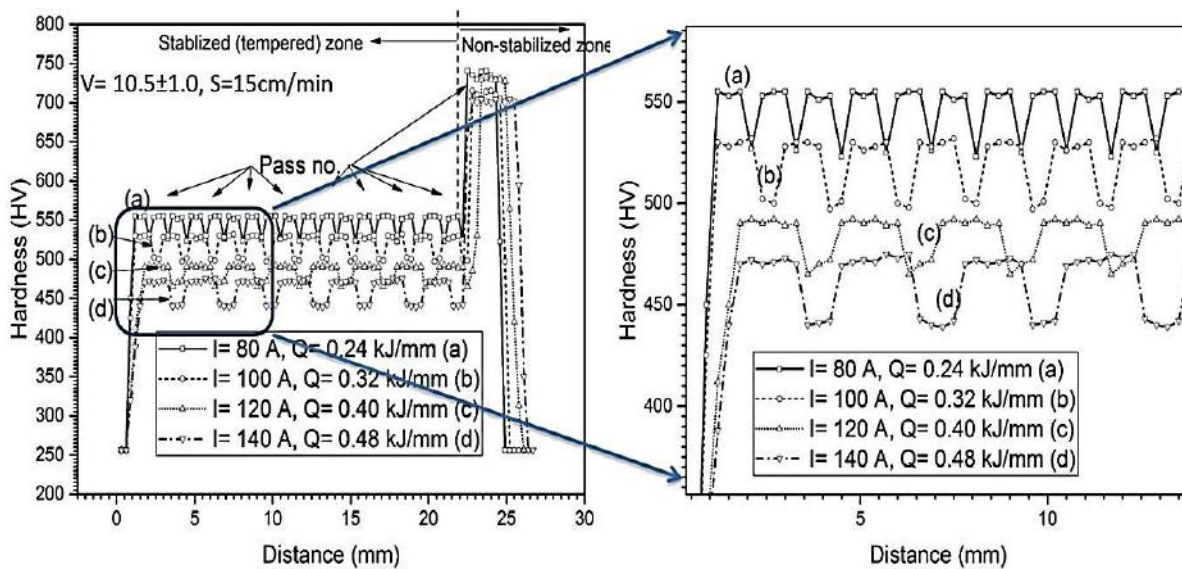 Stablized (tempered) zone
Non-stabilized zone
V= 10.5±1.0, S=15cm/min
Pass no.
(a)
(b)
(c)
(d)
I= 80 A, Q= 0.24 kJ/mm (a)
I= 100 A, Q= 0.32 kJ/mm (b)
I= 120 A, Q= 0.40 kJ/mm (c)
I= 140 A, Q= 0.48 kJ/mm (d)
800
750
700
650
600
550
500
450
400
350
300
250
200
Hardness (HV)
0 5 10 15 20 25 30
Distance (mm)
(a)
(b)
(c)
(d)
I= 80 A, Q= 0.24 kJ/mm (a)
I= 100 A, Q= 0.32 kJ/mm (b)
I= 120 A, Q= 0.40 kJ/mm (c)
I= 140 A, Q= 0.48 kJ/mm (d)
550
500
450
400
Hardness (HV)
5 10
Distance (mm)